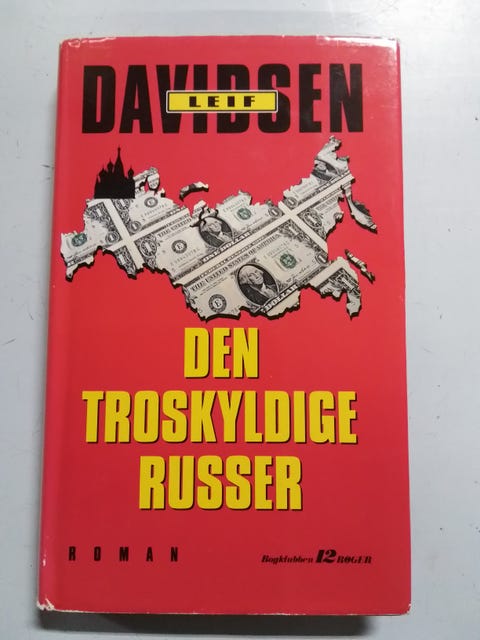 DAVIDSEN
LEIF
DEN
TROSKYLDIGE
RUSSER
ROMAN
Bogklubben 12 BØGER